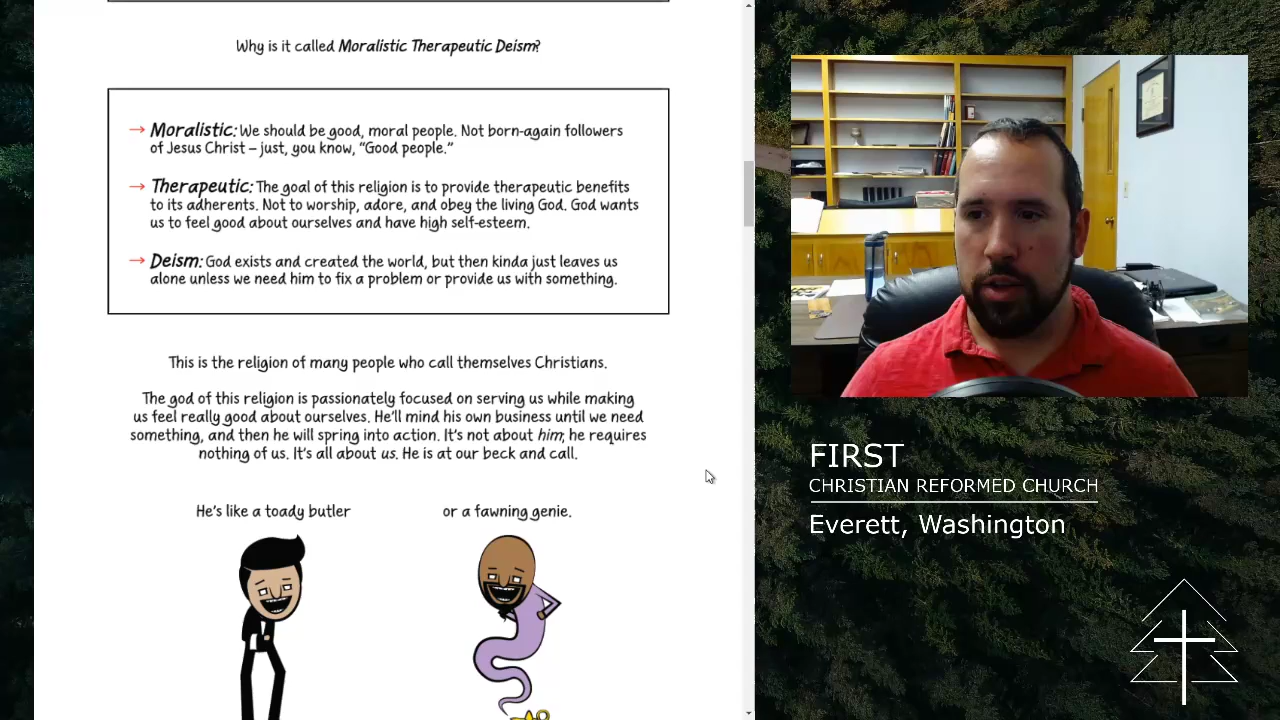 Why is it called Moralistic Therapeutic Deism?
→ Moralistic: We should be good, moral people. Not born-again followers
of Jesus Christ – just, you know, “Good people.”
→ Therapeutic: The goal of this religion is to provide therapeutic benefits
to its adherents. Not to worship, adore, and obey the living God. God wants
us to feel good about ourselves and have high self-esteem.
→ Deism: God exists and created the world, but then kinda just leaves us
alone unless we need him to fix a problem or provide us with something.
This is the religion of many people who call themselves Christians.
The god of this religion is passionately focused on serving us while making
us feel really good about ourselves. He’ll mind his own business until we need
something, and then he will spring into action. It’s not about him; he requires
nothing of us. It’s all about us. He is at our beck and call.
He’s like a toady butler
or a fawning genie.
FIRST
CHRISTIAN REFORMED CHURCH
Everett, Washington